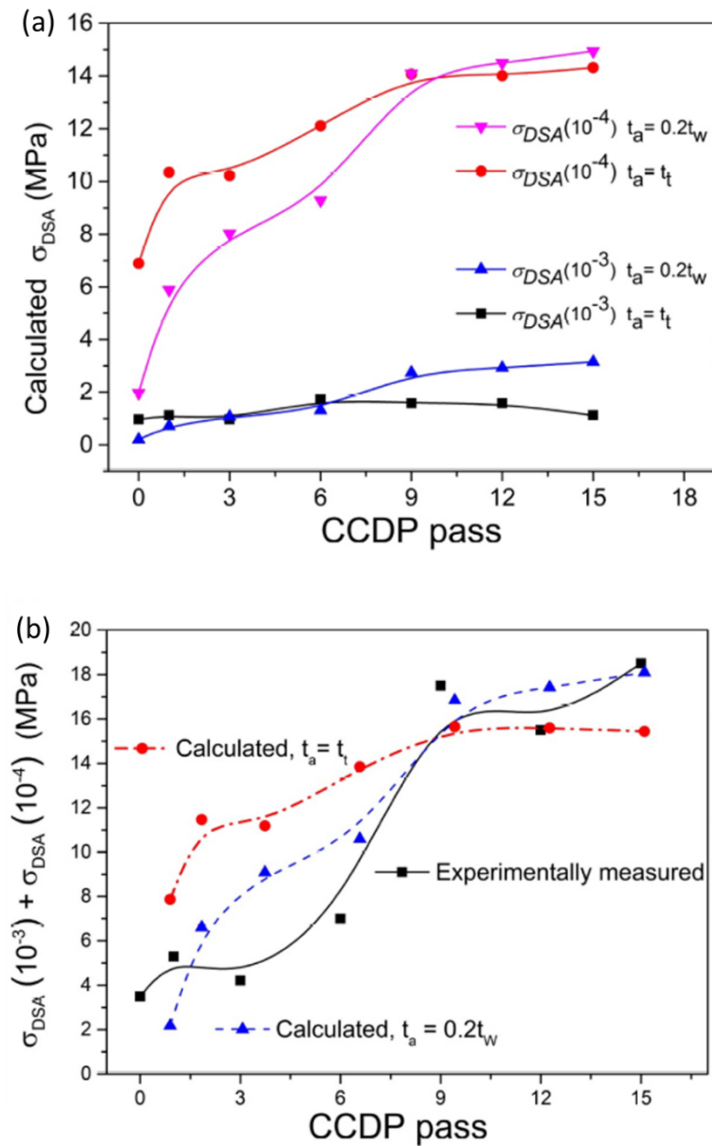 (a)
16
14
12
10
8
6
4
2
0
Calculated σDSA (MPa)
σDSA(10⁻⁴) ta = 0.2tw
σDSA(10⁻⁴) ta = tt
σDSA(10⁻³) ta = 0.2tw
σDSA(10⁻³) ta = tt
0 3 6 9 12 15 18
CCDP pass
(b)
20
18
16
14
12
10
8
6
4
2
0
σDSA (10⁻³) + σDSA (10⁻⁴) (MPa)
Calculated, ta = tt
Experimentally measured
Calculated, ta = 0.2tW
0 3 6 9 12 15
CCDP pass